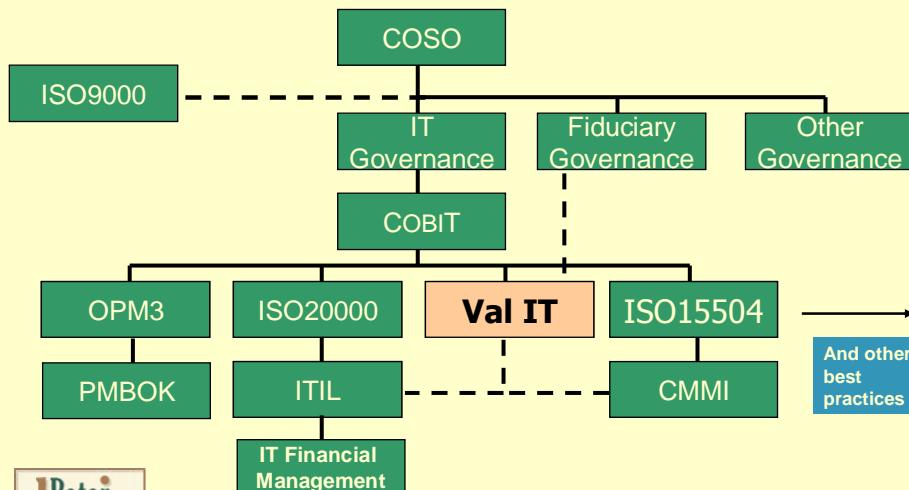 COSO
ISO9000
IT
Governance
Fiduciary
Governance
Other
Governance
COBIT
OPM3
ISO20000
Val IT
ISO15504
PMBOK
ITIL
CMMI
And other
best
practices
IT Financial
Management